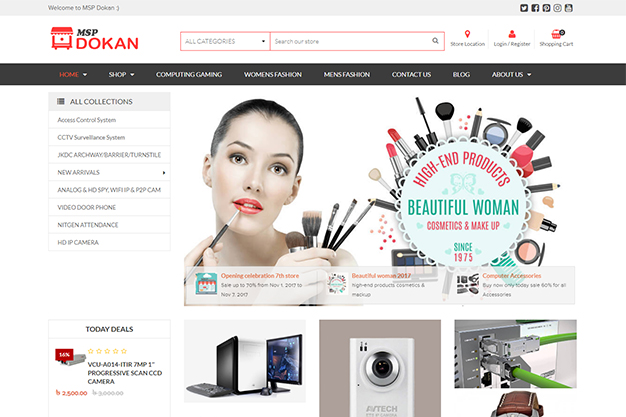 Welcome to MSP Dokan :)
MSP
DOKAN
ALL CATEGORIES
Search our store
Store Location
Login / Register
0
Shopping Cart
HOME
SHOP
COMPUTING GAMING
WOMENS FASHION
MENS FASHION
CONTACT US
BLOG
ABOUT US
ALL COLLECTIONS
Access Control System
CCTV Surveillance System
JKDC ARCHWAY/BARRIER/TURNSTILE
NEW ARRIVALS
ANALOG & HD SPY, WIFI IP & P2P CAM
VIDEO DOOR PHONE
NITGEN ATTENDANCE
HD IP CAMERA
HIGH-END PRODUCTS
BEAUTIFUL WOMAN
COSMETICS & MAKE UP
SINCE
1975
Opening celebration 7th store
Sale up to 70% from Nov 1, 2017 to
Nov 7, 2017
Beautiful woman 2017
high-end products cosmetics &
mackup
Computer Accessories
Buy now only today sale 60% for all
Accessories
TODAY DEALS
16%
VCU-A014-ITIR 7MP 1"
PROGRESSIVE SCAN CCD
CAMERA
৳ 2,500.00 ৳ 3,000.00
AVTECH